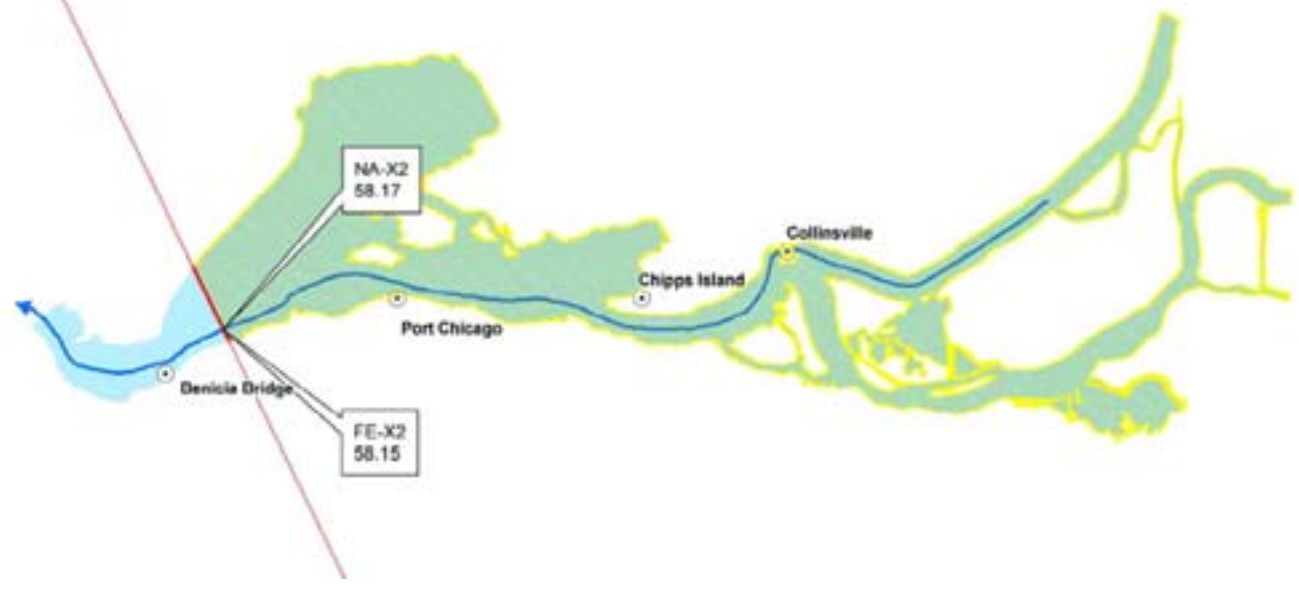 NA-X2
58.17
Collinsville
Chipps Island
Port Chicago
Benicia Bridge
FE-X2
58.15